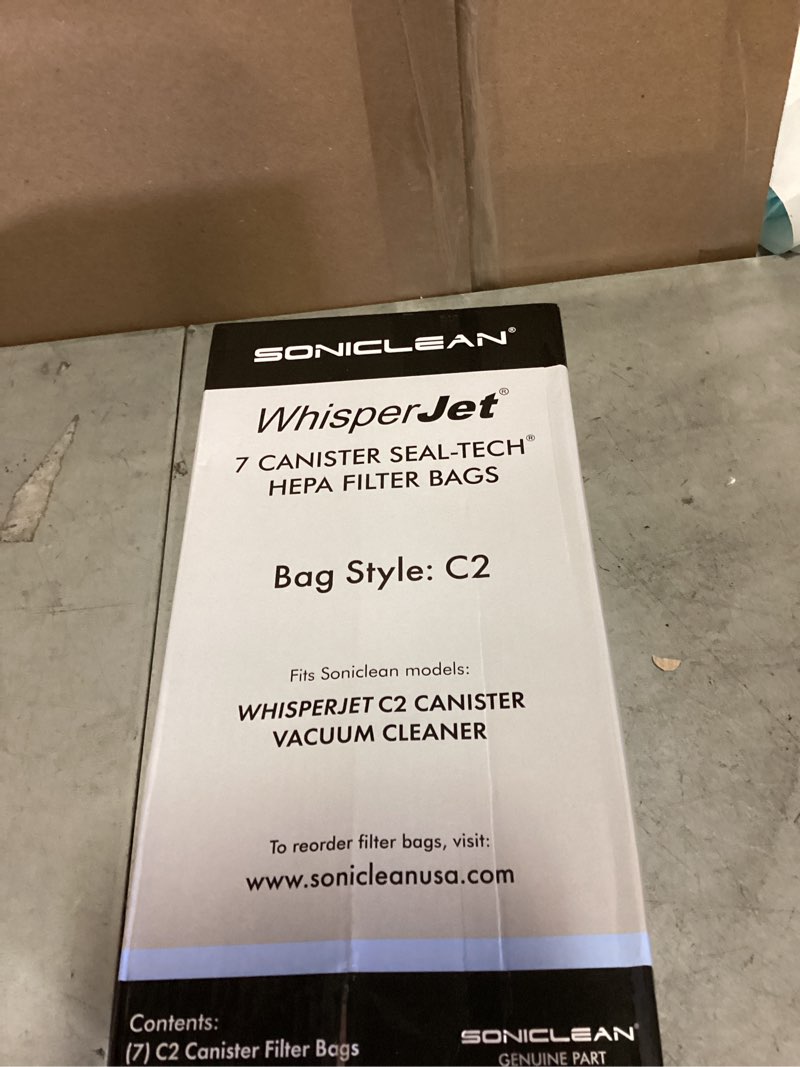 SONICLEAN®
WhisperJet®
7 CANISTER SEAL-TECH®
HEPA FILTER BAGS
Bag Style: C2
Fits Soniclean models:
WHISPERJET C2 CANISTER
VACUUM CLEANER
To reorder filter bags, visit:
www.sonicleanusa.com
Contents:
(7) C2 Canister Filter Bags
SONICLEAN®
GENUINE PART